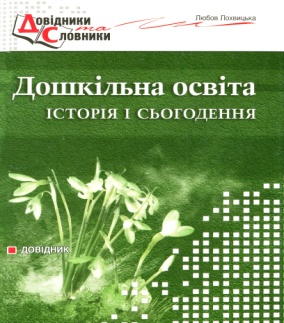 Довідники
та
Словники
Любов Лохвицька
Дошкільна освіта
ІСТОРІЯ І СЬОГОДЕННЯ
ДОВІДНИК